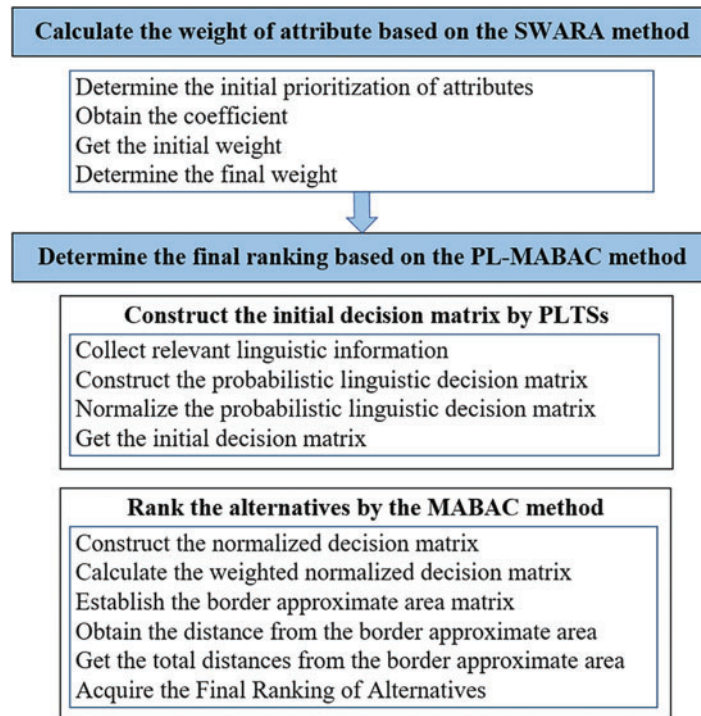 Calculate the weight of attribute based on the SWARA method
Determine the initial prioritization of attributes
Obtain the coefficient
Get the initial weight
Determine the final weight
Determine the final ranking based on the PL-MABAC method
Construct the initial decision matrix by PLTSs
Collect relevant linguistic information
Construct the probabilistic linguistic decision matrix
Normalize the probabilistic linguistic decision matrix
Get the initial decision matrix
Rank the alternatives by the MABAC method
Construct the normalized decision matrix
Calculate the weighted normalized decision matrix
Establish the border approximate area matrix
Obtain the distance from the border approximate area
Get the total distances from the border approximate area
Acquire the Final Ranking of Alternatives